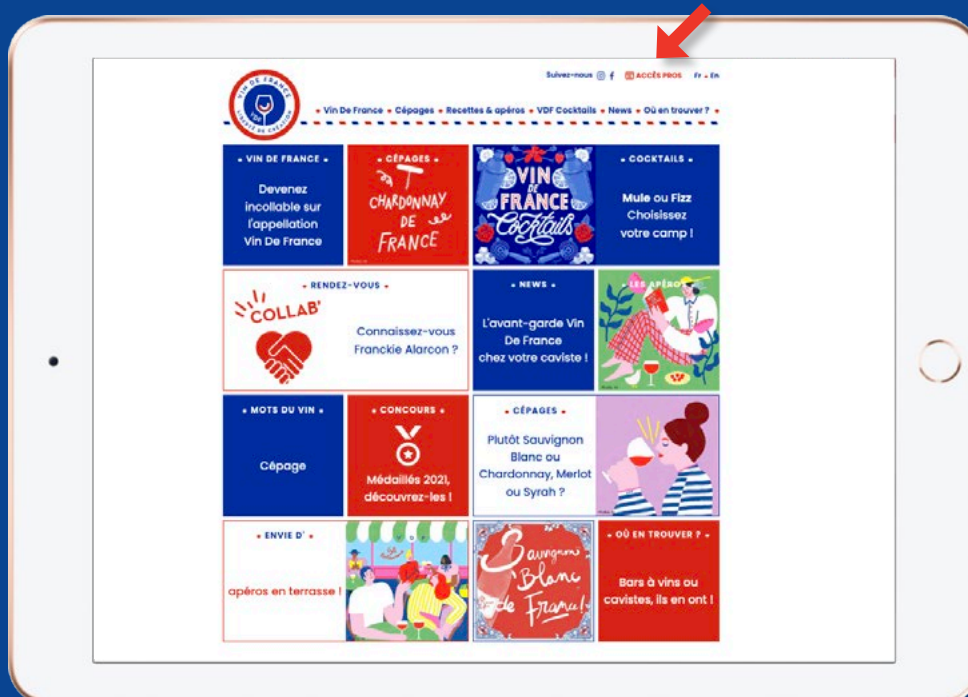 Suivez-nous
ACCÈS PROS
Fr
En
VIN DE FRANCE
VDF
LIBERTÉ DE CRÉATION
Vin De France
Cépages
Recettes & apéros
VDF Cocktails
News
Où en trouver ?
VIN DE FRANCE
Devenez
incollable sur
l'appellation
Vin De France
CÉPAGES
CHARDONNAY
DE
FRANCE
VIN
DE
FRANCE
Cocktails
COCKTAILS
Mule ou Fizz
Choisissez
votre camp !
RENDEZ-VOUS
COLLAB'
Connaissez-vous
Franckie Alarcon ?
NEWS
L'avant-garde Vin
De France
chez votre caviste !
LES APÉROS
MOTS DU VIN
Cépage
CONCOURS
Médaillés 2021,
découvrez-les !
CÉPAGES
Plutôt Sauvignon
Blanc ou
Chardonnay, Merlot
ou Syrah ?
ENVIE D'
apéros en terrasse !
Sauvignon
Blanc
de France!
OÙ EN TROUVER ?
Bars à vins ou
cavistes, ils en ont !